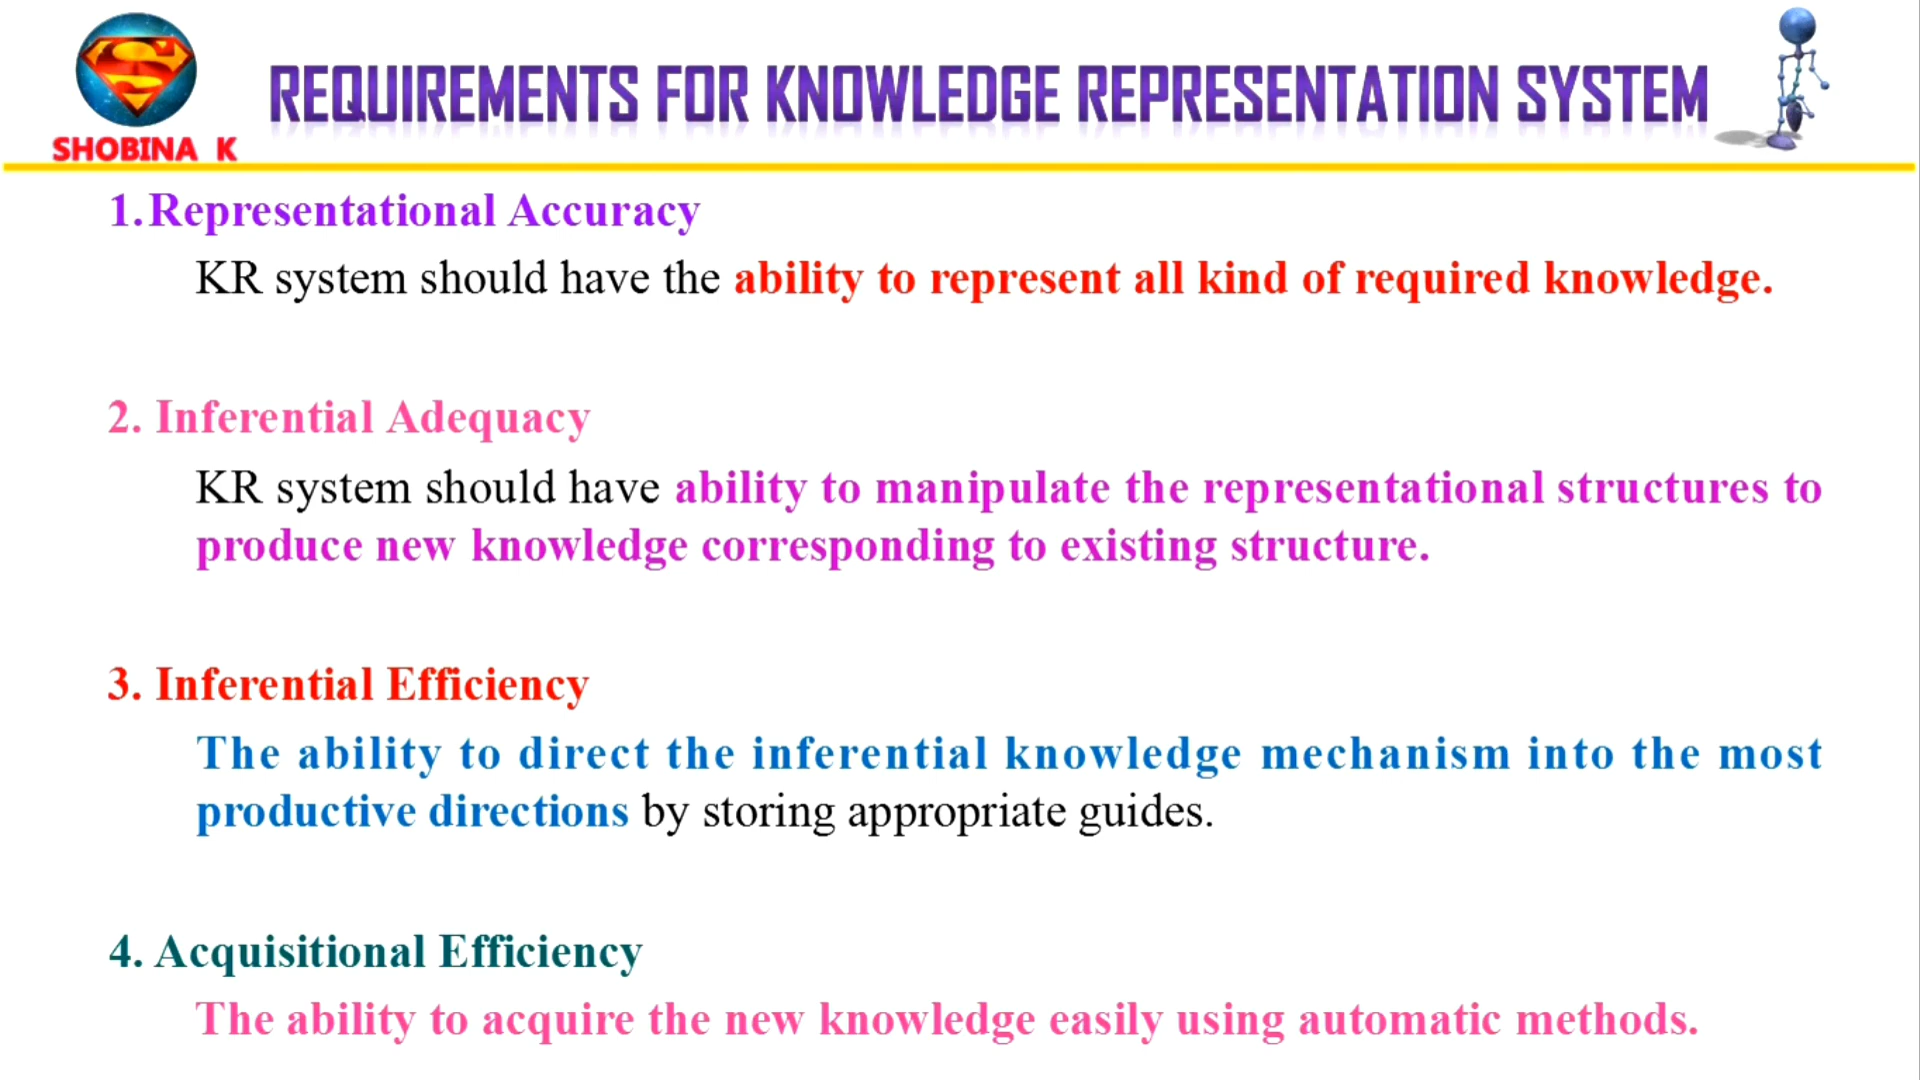 S
SHOBINA K
REQUIREMENTS FOR KNOWLEDGE REPRESENTATION SYSTEM
1.Representational Accuracy
KR system should have the ability to represent all kind of required knowledge.
2. Inferential Adequacy
KR system should have ability to manipulate the representational structures to
produce new knowledge corresponding to existing structure.
3. Inferential Efficiency
The ability to direct the inferential knowledge mechanism into the most
productive directions by storing appropriate guides.
4. Acquisitional Efficiency
The ability to acquire the new knowledge easily using automatic methods.